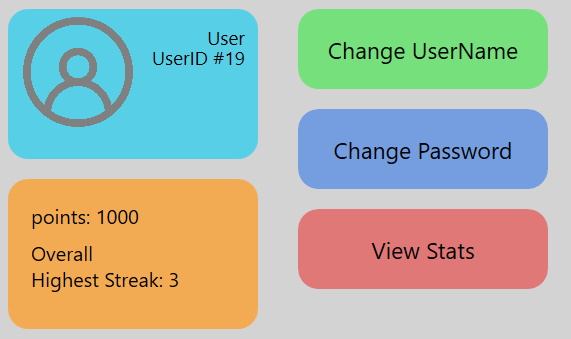 User
UserID #19
points: 1000
Overall
Highest Streak: 3
Change UserName
Change Password
View Stats